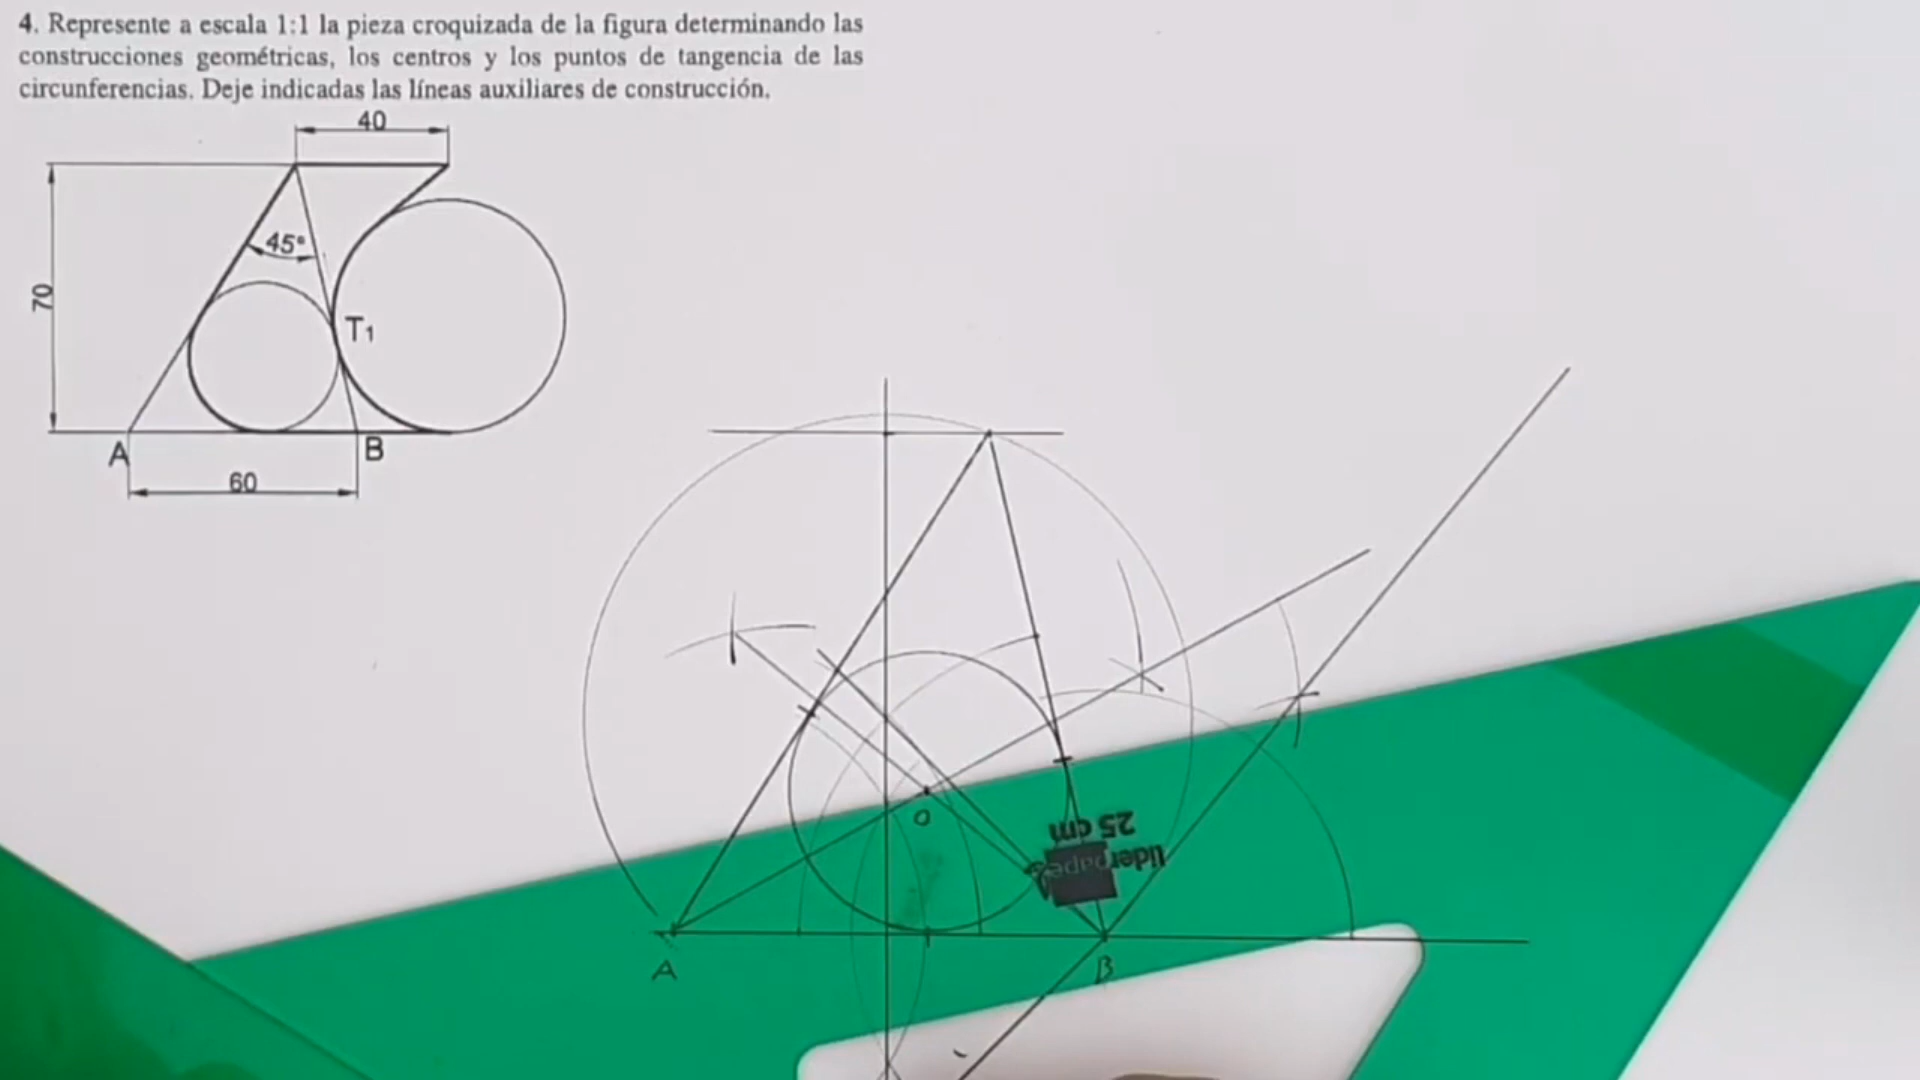 4. Represente a escala 1:1 la pieza croquizada de la figura determinando las
construcciones geométricas, los centros y los puntos de tangencia de las
circunferencias. Deje indicadas las líneas auxiliares de construcción.
40
45°
70
T1
A
B
60
O
25 cm
liderpapel
A
B